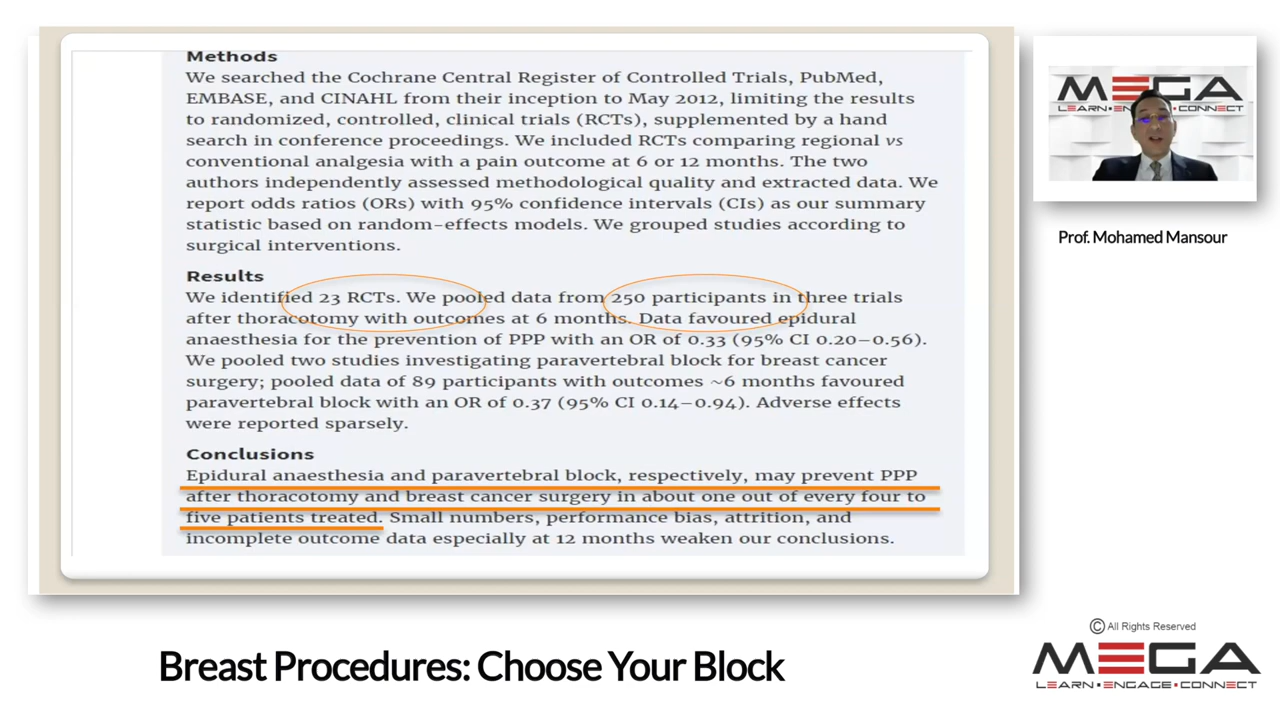 Methods
We searched the Cochrane Central Register of Controlled Trials, PubMed,
EMBASE, and CINAHL from their inception to May 2012, limiting the results
to randomized, controlled, clinical trials (RCTs), supplemented by a hand
search in conference proceedings. We included RCTs comparing regional vs
conventional analgesia with a pain outcome at 6 or 12 months. The two
authors independently assessed methodological quality and extracted data. We
report odds ratios (ORs) with 95% confidence intervals (CIs) as our summary
statistic based on random-effects models. We grouped studies according to
surgical interventions.
Results
We identified 23 RCTs. We pooled data from 250 participants in three trials
after thoracotomy with outcomes at 6 months. Data favoured epidural
anaesthesia for the prevention of PPP with an OR of 0.33 (95% CI 0.20–0.56).
We pooled two studies investigating paravertebral block for breast cancer
surgery; pooled data of 89 participants with outcomes ~6 months favoured
paravertebral block with an OR of 0.37 (95% CI 0.14–0.94). Adverse effects
were reported sparsely.
Conclusions
Epidural anaesthesia and paravertebral block, respectively, may prevent PPP
after thoracotomy and breast cancer surgery in about one out of every four to
five patients treated. Small numbers, performance bias, attrition, and
incomplete outcome data especially at 12 months weaken our conclusions.
MEGA
LEARN•ENGAGE•CONNECT
Prof. Mohamed Mansour
Breast Procedures: Choose Your Block
© All Rights Reserved
MEGA
LEARN•ENGAGE•CONNECT